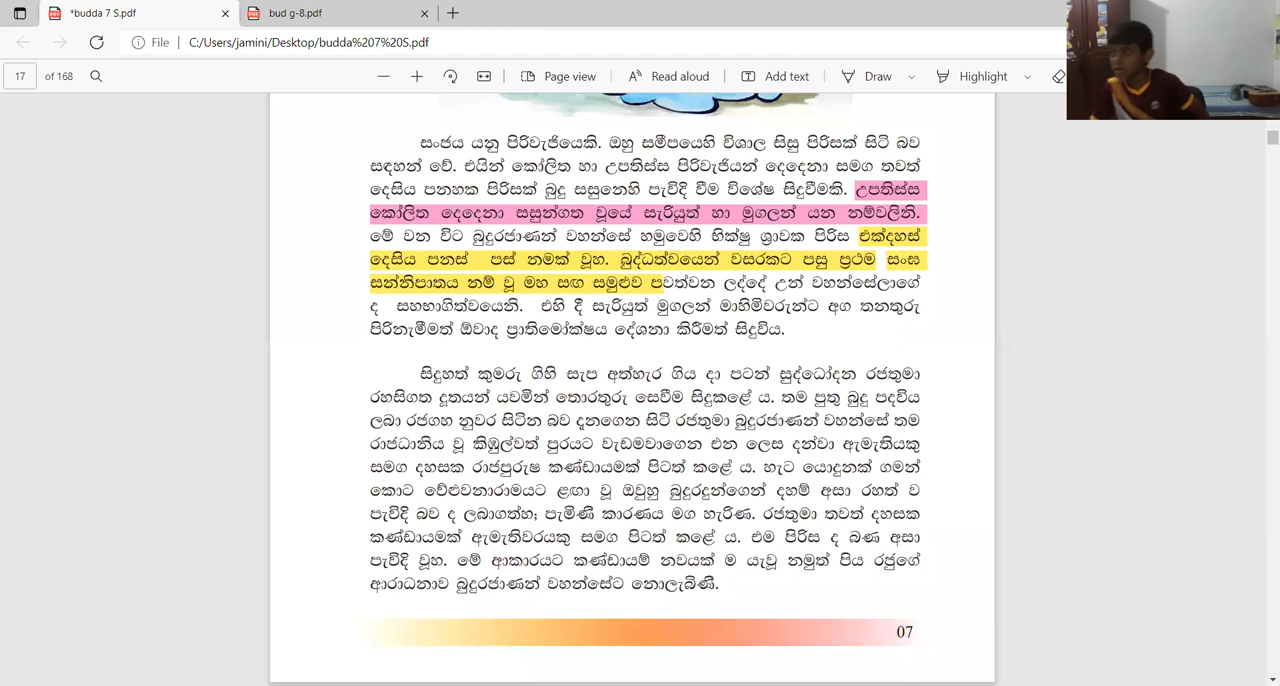 *budda 7 S.pdf
bud g-8.pdf
File C:/Users/jamini/Desktop/budda%207%20S.pdf
17 of 168 Page view Read aloud Add text Draw Highlight
සංජය යනු පිරිවැජියෙකි. ඔහු සමීපයෙහි විශාල සිසු පිරිසක් සිටි බව
සඳහන් වේ. එයින් කෝලිත හා උපතිස්ස පිරිවැජියන් දෙදෙනා සමග තවත්
දෙසිය පනහක පිරිසක් බුදු සසුනෙහි පැවිදි වීම විශේෂ සිදුවීමකි. උපතිස්ස
කෝලිත දෙදෙනා සසුන්ගත වූයේ සැරියුත් හා මුගලන් යන නම්වලිනි.
මේ වන විට බුදුරජාණන් වහන්සේ හමුවෙහි භික්ෂු ශ්‍රාවක පිරිස එක්දහස්
දෙසිය පනස් පස් නමක් වූහ. බුද්ධත්වයෙන් වසරකට පසු ප්‍රථම සංඝ
සන්නිපාතය නම් වූ මහ සඟ සමුළුව පවත්වන ලද්දේ උන් වහන්සේලාගේ
ද සහභාගිත්වයෙනි. එහි දී සැරියුත් මුගලන් මාහිමිවරුන්ට අග තනතුරු
පිරිනැමීමත් ඕවාද ප්‍රාතිමෝක්ෂය දේශනා කිරීමත් සිදුවිය.
සිදුහත් කුමරු ගිහි සැප අත්හැර ගිය දා පටන් සුද්ධෝදන රජතුමා
රහසිගත දූතයන් යවමින් තොරතුරු සෙවීම සිදුකළේ ය. තම පුතු බුදු පදවිය
ලබා රජගහ නුවර සිටින බව දැනගෙන සිටි රජතුමා බුදුරජාණන් වහන්සේ තම
රාජධානිය වූ කිඹුල්වත් පුරයට වැඩමවාගෙන එන ලෙස දන්වා ඇමැතියකු
සමග දහසක රාජපුරුෂ කණ්ඩායමක් පිටත් කළේ ය. හැට යොදුනක් ගමන්
කොට වේළුවනාරාමයට ළඟා වූ ඔවුහු බුදුරදුන්ගෙන් දහම් අසා රහත් ව
පැවිදි බව ද ලබාගත්හ; පැමිණි කාරණය මග හැරිණ. රජතුමා තවත් දහසක
කණ්ඩායමක් ඇමැතිවරයකු සමග පිටත් කළේ ය. එම පිරිස ද බණ අසා
පැවිදි වූහ. මේ ආකාරයට කණ්ඩායම් නවයක් ම යැවූ නමුත් පිය රජුගේ
ආරාධනාව බුදුරජාණන් වහන්සේට නොලැබිණි.
07